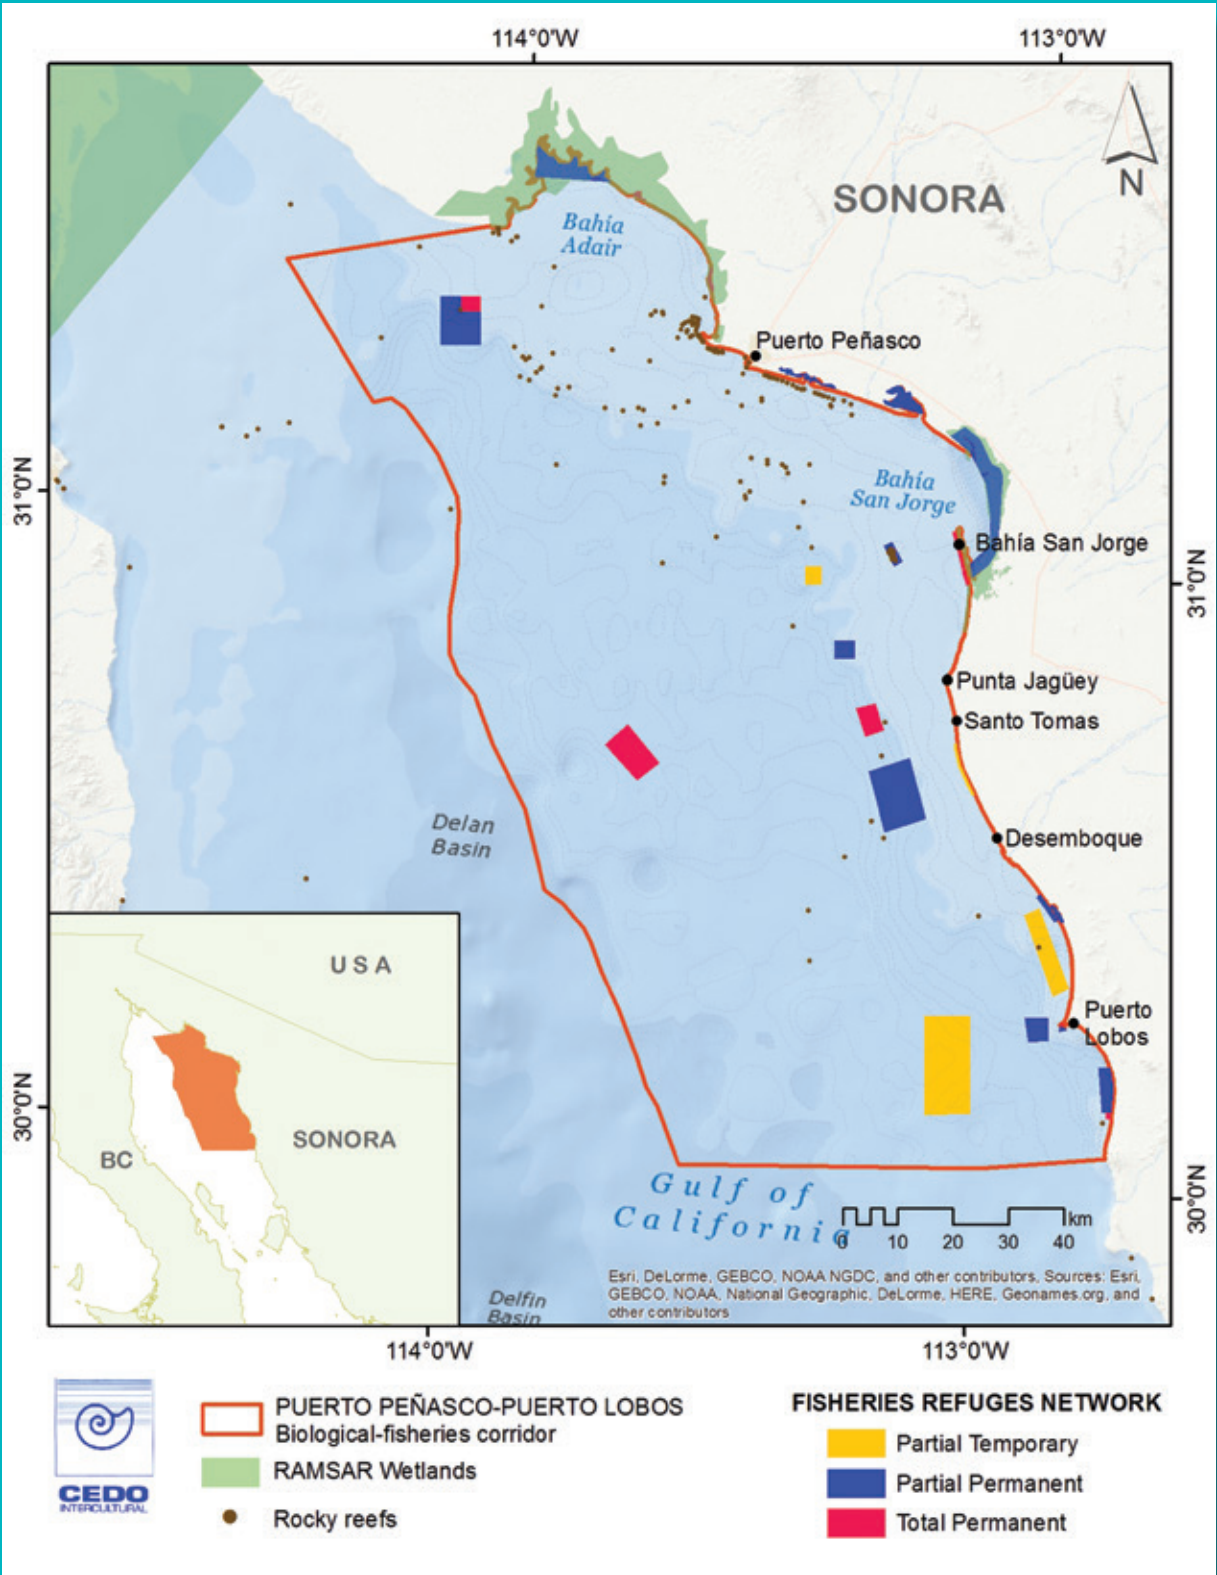 114°0'W 113°0'W
N
SONORA
Bahía
Adair
Puerto Peñasco
31°0'N
Bahía
San Jorge
Bahía San Jorge
31°0'N
Punta Jagüey
Santo Tomas
Delan
Basin
Desemboque
USA
Puerto
Lobos
30°0'N
SONORA
BC
Gulf of
California
30°0'N
km
0 10 20 30 40
Esri, DeLorme, GEBCO, NOAA NGDC, and other contributors, Sources: Esri,
GEBCO, NOAA, National Geographic, DeLorme, HERE, Geonames.org, and
other contributors
Delfin
Basin
114°0'W 113°0'W
PUERTO PEÑASCO-PUERTO LOBOS
Biological-fisheries corridor
RAMSAR Wetlands
Rocky reefs
CEDO
INTERCULTURAL
FISHERIES REFUGES NETWORK
Partial Temporary
Partial Permanent
Total Permanent